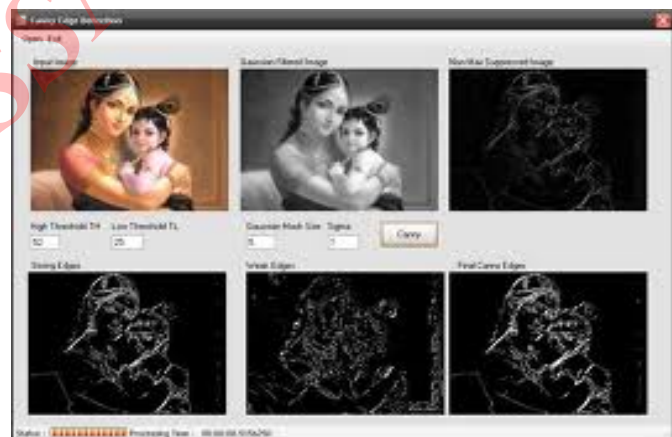 Canny Edge Detection
Open Exit
Input Image Gaussian Filtered Image Non Max Suppressed Image
High Threshold TH Low Threshold TL Gaussian Mask Size Sigma
25 5 1 Canny
Strong Edges Weak Edges Final Canny Edges
Status : Processing Time :